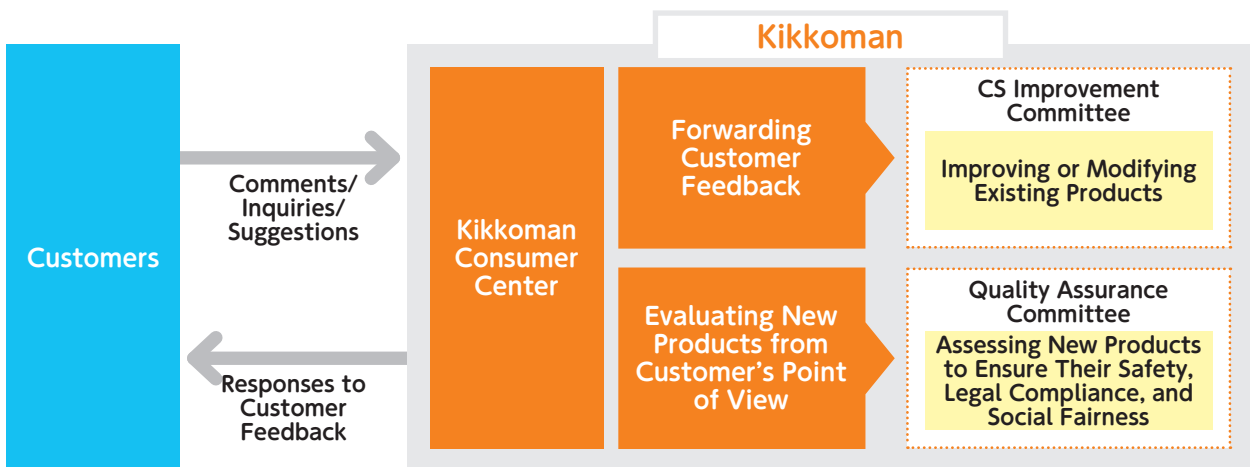 Kikkoman
Customers
Comments/
Inquiries/
Suggestions
Responses to
Customer
Feedback
Kikkoman
Consumer
Center
Forwarding
Customer
Feedback
CS Improvement
Committee
Improving or Modifying
Existing Products
Evaluating New
Products from
Customer’s Point
of View
Quality Assurance
Committee
Assessing New Products
to Ensure Their Safety,
Legal Compliance, and
Social Fairness